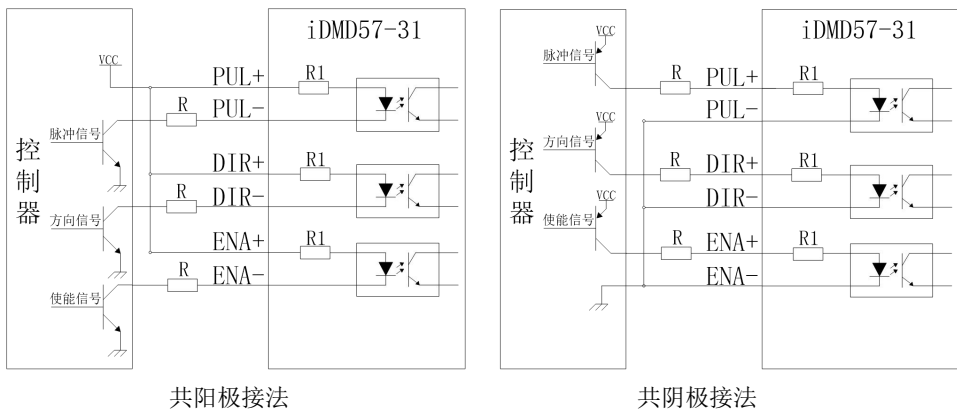 iDMD57-31
VCC
PUL+
R1
R
PUL-
脉冲信号
DIR+
R1
R
DIR-
方向信号
ENA+
R1
R
ENA-
使能信号
控制器
共阳极接法
iDMD57-31
VCC
脉冲信号
R
PUL+
R1
PUL-
VCC
方向信号
R
DIR+
R1
DIR-
VCC
使能信号
R
ENA+
R1
ENA-
控制器
共阴极接法